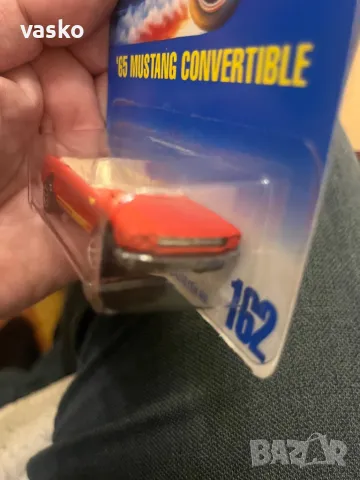 vasko
'65 MUSTANG CONVERTIBLE
162
BAZAR